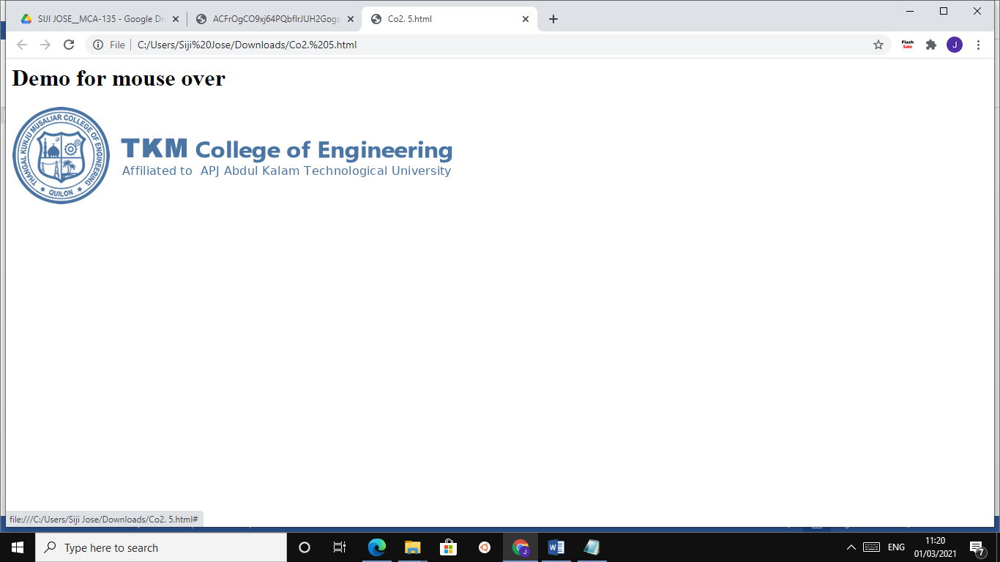 SIJI JOSE__MCA-135 - Google Dr
ACFrOgCO9xj64PQbfIrJUH2Gogs
Co2. 5.html
File
C:/Users/Siji%20Jose/Downloads/Co2.%205.html
Flash
Sale
J
Demo for mouse over
THANGAL KUNJU MUSALIAR COLLEGE OF ENGINEERING
QUILON
TKM College of Engineering
Affiliated to APJ Abdul Kalam Technological University
file:///C:/Users/Siji Jose/Downloads/Co2. 5.html#
Type here to search
J
ENG
11:20
01/03/2021
7